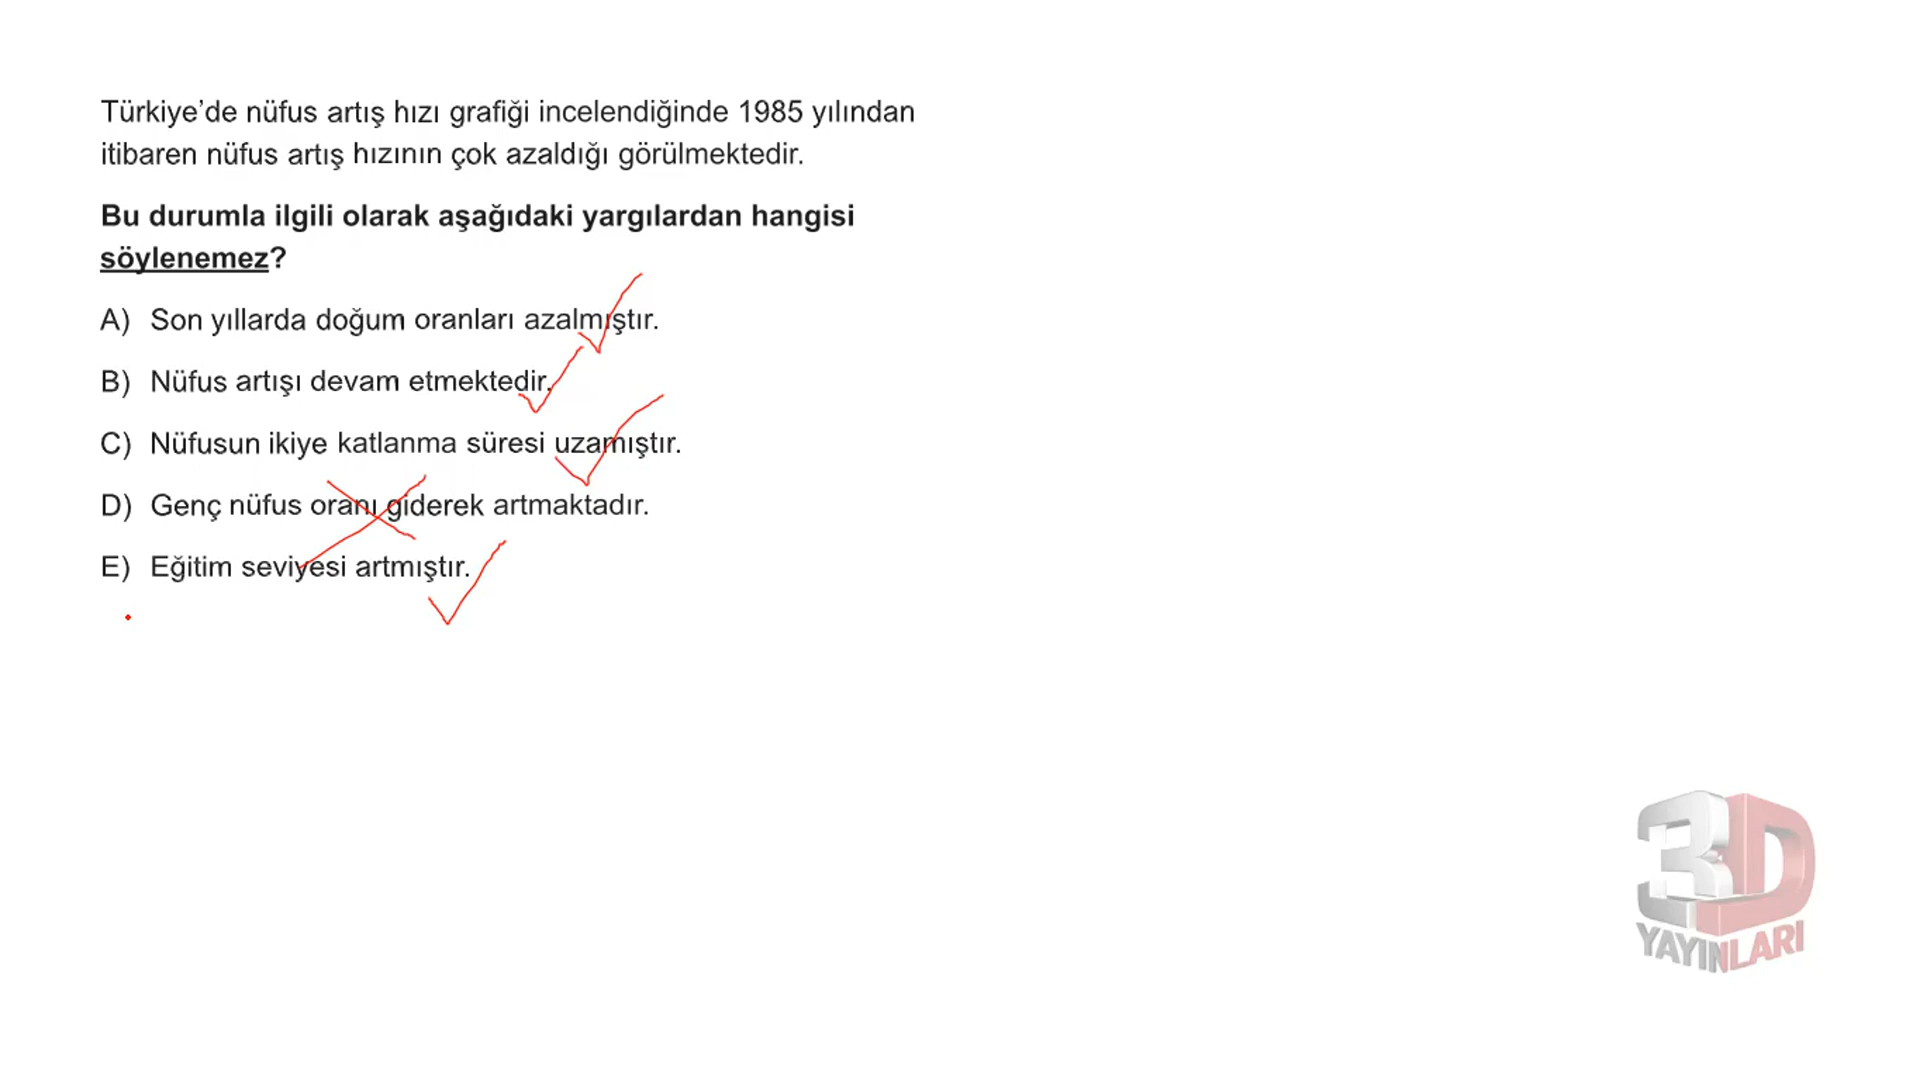 Türkiye’de nüfus artış hızı grafiği incelendiğinde 1985 yılından
itibaren nüfus artış hızının çok azaldığı görülmektedir.
Bu durumla ilgili olarak aşağıdaki yargılardan hangisi
söylenemez?
A) Son yıllarda doğum oranları azalmıştır.
B) Nüfus artışı devam etmektedir.
C) Nüfusun ikiye katlanma süresi uzamıştır.
D) Genç nüfus oranı giderek artmaktadır.
E) Eğitim seviyesi artmıştır.
3D
YAYINLARI